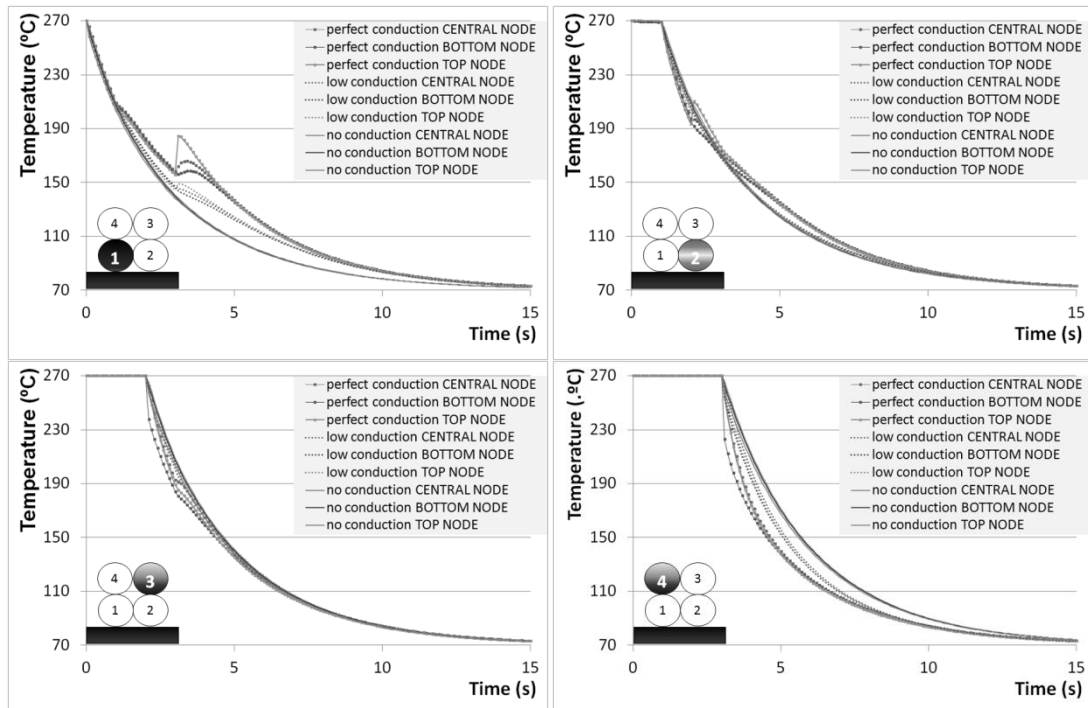 Temperature (ºC)
270
230
190
150
110
70
0
5
10
15
Time (s)
perfect conduction CENTRAL NODE
perfect conduction BOTTOM NODE
perfect conduction TOP NODE
low conduction CENTRAL NODE
low conduction BOTTOM NODE
low conduction TOP NODE
no conduction CENTRAL NODE
no conduction BOTTOM NODE
no conduction TOP NODE
4 3
1 2
Temperature (ºC)
270
230
190
150
110
70
0
5
10
15
Time (s)
perfect conduction CENTRAL NODE
perfect conduction BOTTOM NODE
perfect conduction TOP NODE
low conduction CENTRAL NODE
low conduction BOTTOM NODE
low conduction TOP NODE
no conduction CENTRAL NODE
no conduction BOTTOM NODE
no conduction TOP NODE
4 3
1 2
Temperature (ºC)
270
230
190
150
110
70
0
5
10
15
Time (s)
perfect conduction CENTRAL NODE
perfect conduction BOTTOM NODE
perfect conduction TOP NODE
low conduction CENTRAL NODE
low conduction BOTTOM NODE
low conduction TOP NODE
no conduction CENTRAL NODE
no conduction BOTTOM NODE
no conduction TOP NODE
4 3
1 2
Temperature (.ºC)
270
230
190
150
110
70
0
5
10
15
Time (s)
perfect conduction CENTRAL NODE
perfect conduction BOTTOM NODE
perfect conduction TOP NODE
low conduction CENTRAL NODE
low conduction BOTTOM NODE
low conduction TOP NODE
no conduction CENTRAL NODE
no conduction BOTTOM NODE
no conduction TOP NODE
4 3
1 2